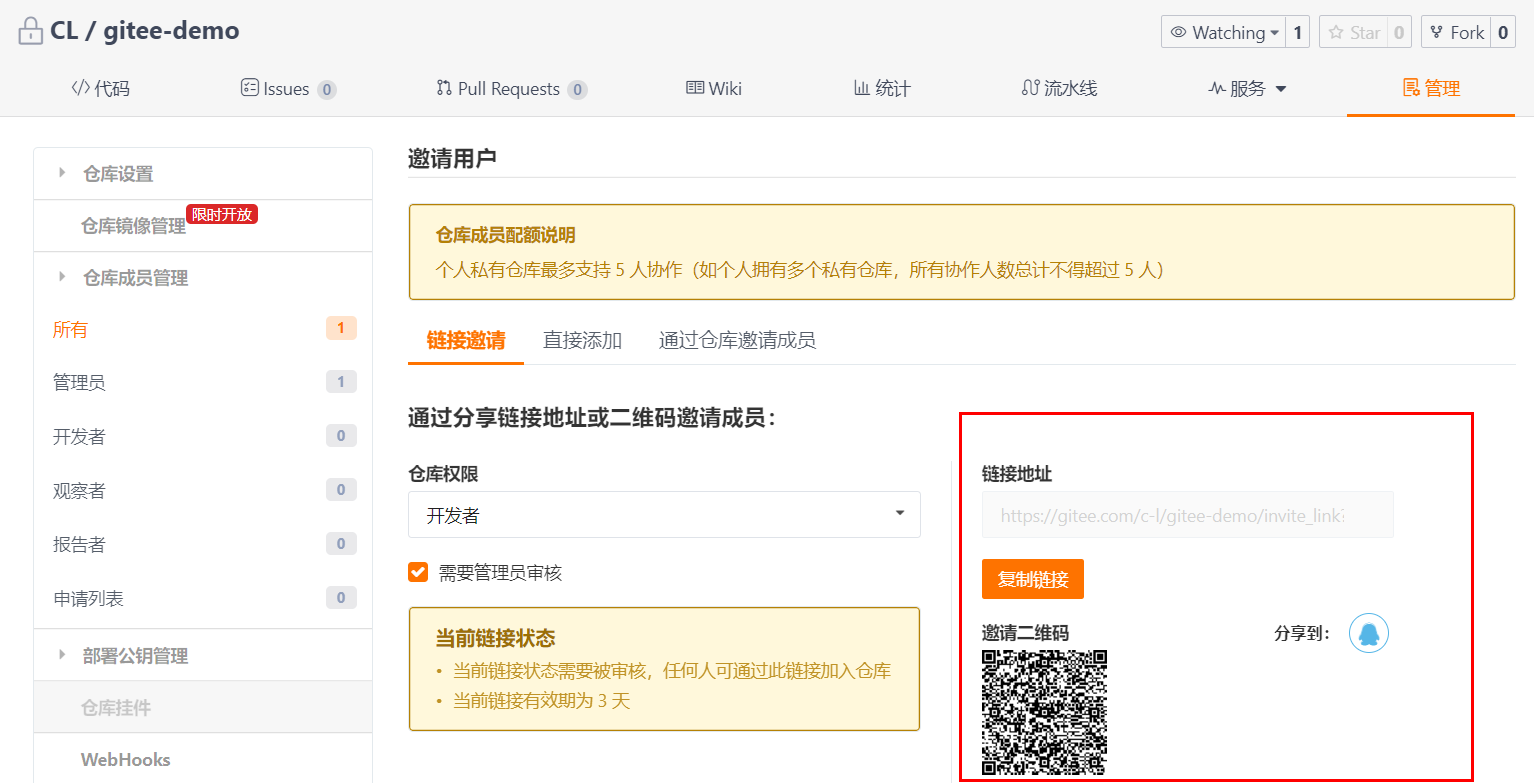 CL / gitee-demo
Watching 1
Star 0
Fork 0
代码
Issues 0
Pull Requests 0
Wiki
统计
流水线
服务
管理
仓库设置
仓库镜像管理
限时开放
仓库成员管理
所有 1
管理员 1
开发者 0
观察者 0
报告者 0
申请列表 0
部署公钥管理
仓库挂件
WebHooks
邀请用户
仓库成员配额说明
个人私有仓库最多支持 5 人协作（如个人拥有多个私有仓库，所有协作人数总计不得超过 5 人）
链接邀请
直接添加
通过仓库邀请成员
通过分享链接地址或二维码邀请成员：
仓库权限
开发者
需要管理员审核
当前链接状态
• 当前链接状态需要被审核，任何人可通过此链接加入仓库
• 当前链接有效期为 3 天
链接地址
https://gitee.com/c-l/gitee-demo/invite_link?
复制链接
邀请二维码
分享到：